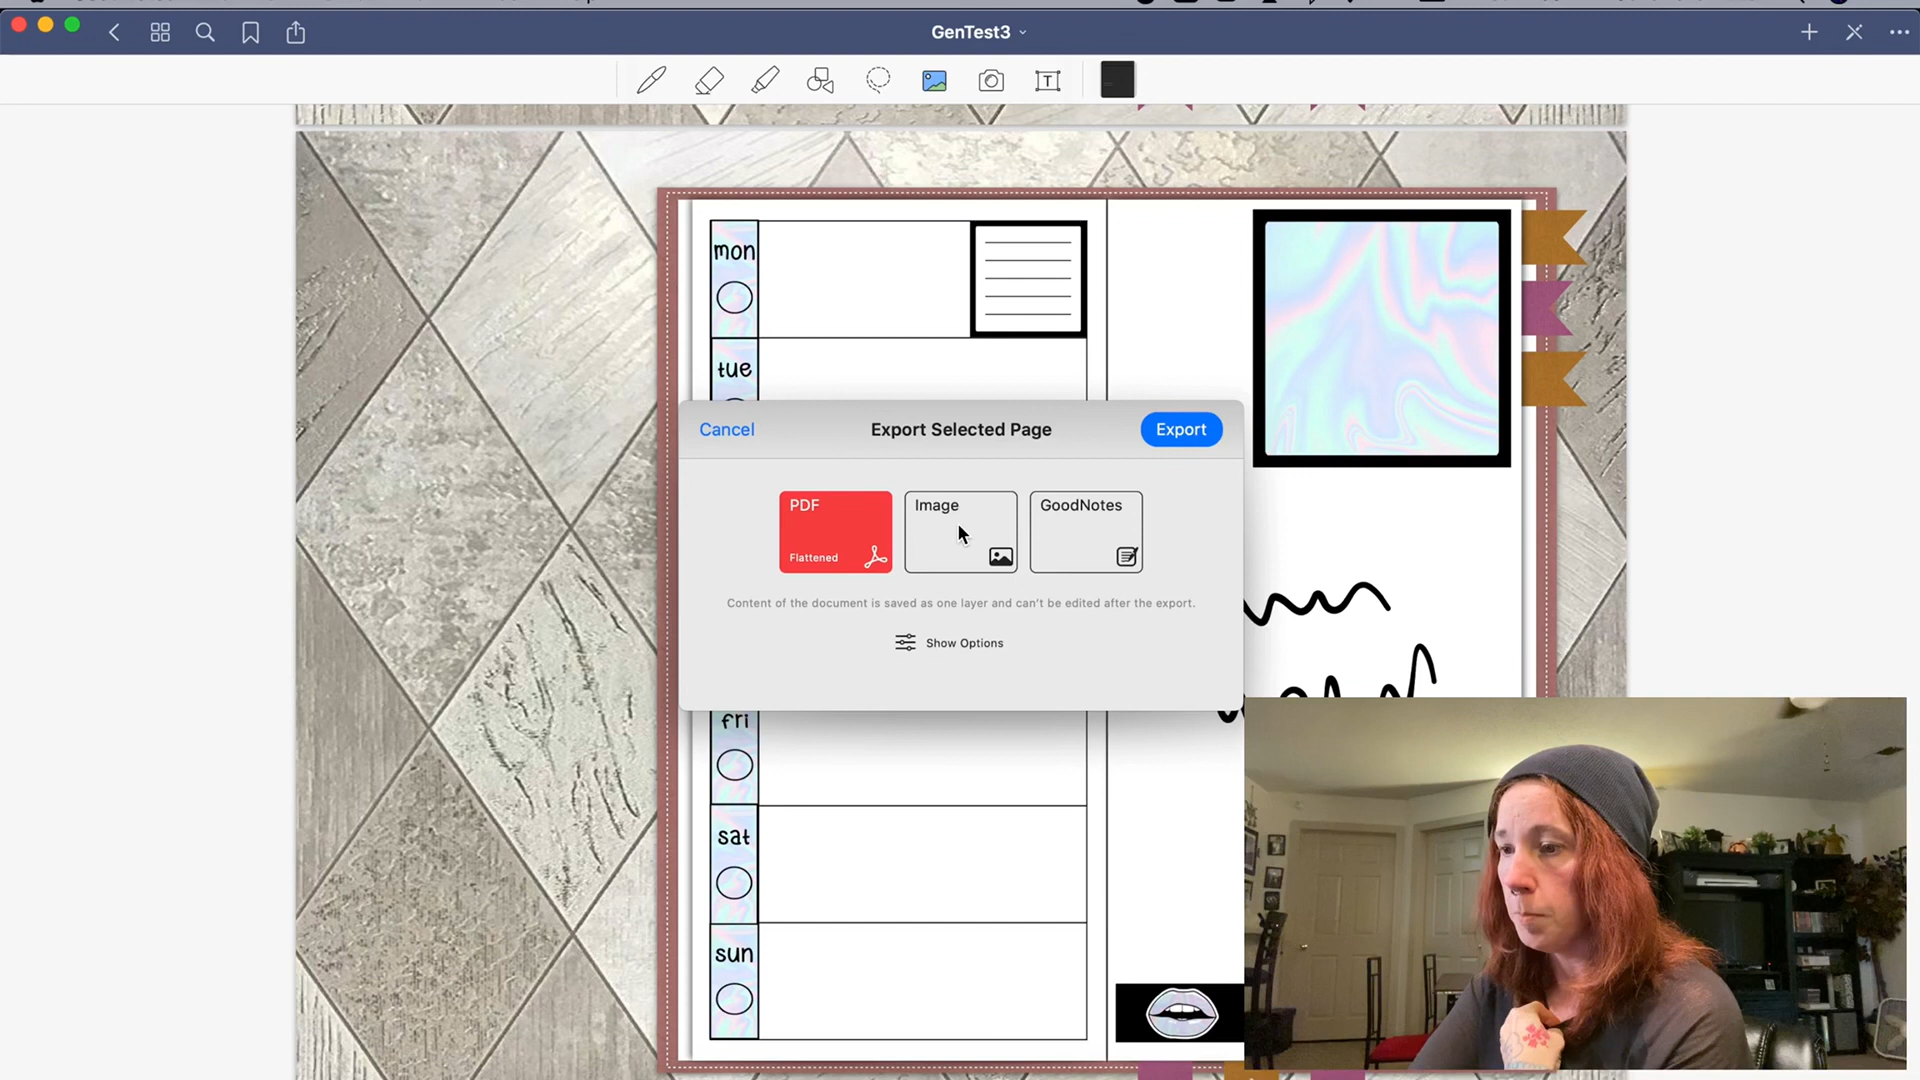 GenTest3
T
mon
tue
Cancel
Export Selected Page
Export
PDF
Flattened
Image
GoodNotes
Content of the document is saved as one layer and can't be edited after the export.
Show Options
fri
sat
sun